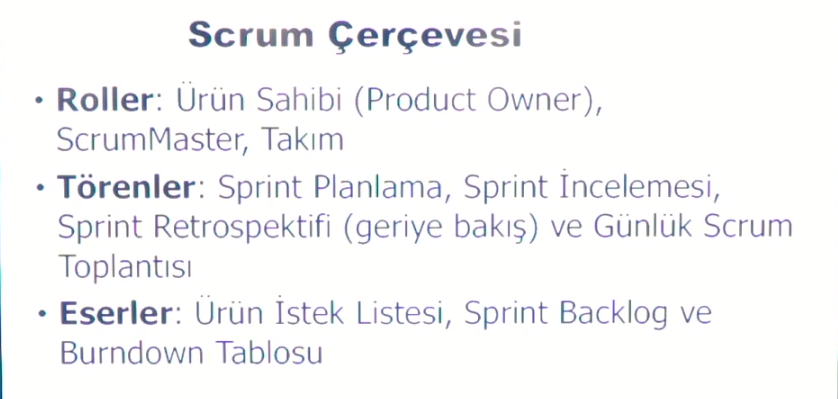 Scrum Çerçevesi
• Roller: Ürün Sahibi (Product Owner),
ScrumMaster, Takım
• Törenler: Sprint Planlama, Sprint İncelemesi,
Sprint Retrospektifi (geriye bakış) ve Günlük Scrum
Toplantısı
• Eserler: Ürün İstek Listesi, Sprint Backlog ve
Burndown Tablosu